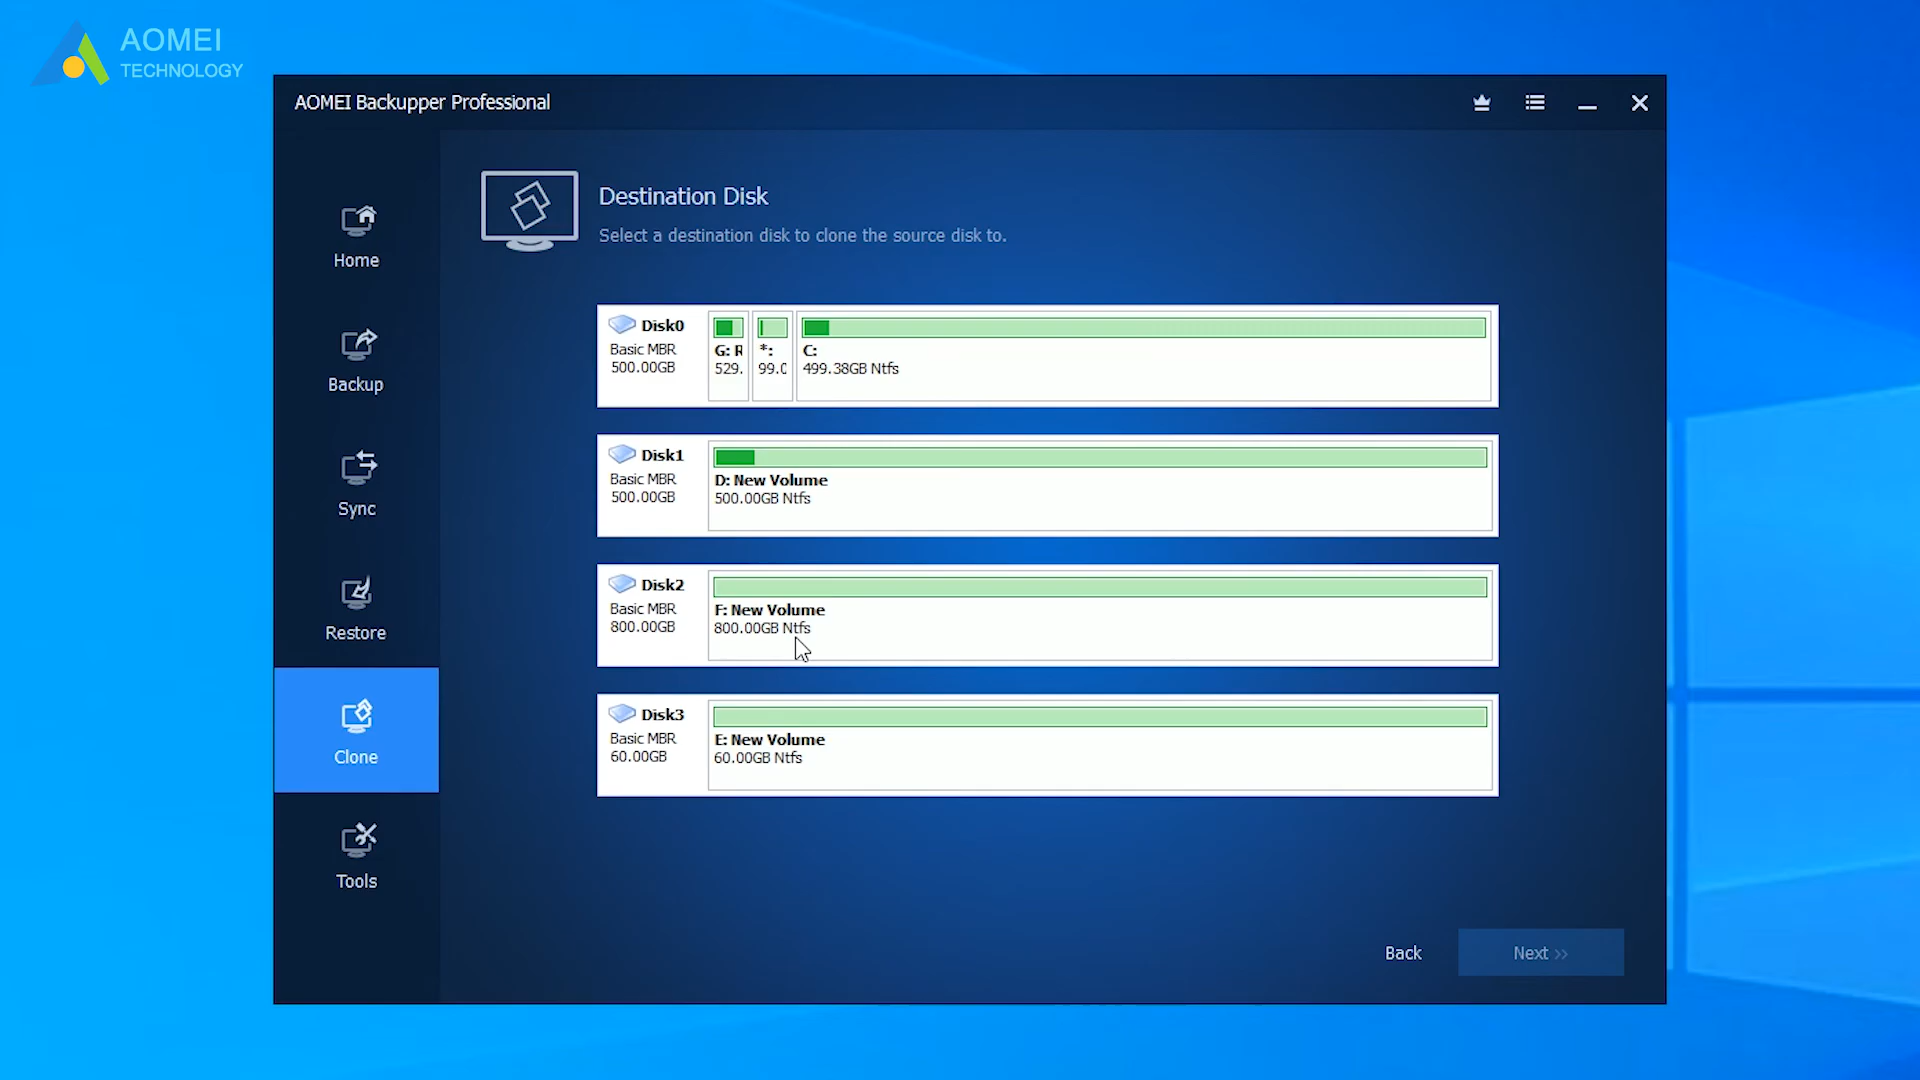 AOMEI
TECHNOLOGY
AOMEI Backupper Professional
Home
Backup
Sync
Restore
Clone
Tools
Destination Disk
Select a destination disk to clone the source disk to.
Disk0
Basic MBR
500.00GB
G: R
529.
*:
99.0
C:
499.38GB Ntfs
Disk1
Basic MBR
500.00GB
D: New Volume
500.00GB Ntfs
Disk2
Basic MBR
800.00GB
F: New Volume
800.00GB Ntfs
Disk3
Basic MBR
60.00GB
E: New Volume
60.00GB Ntfs
Back
Next >>